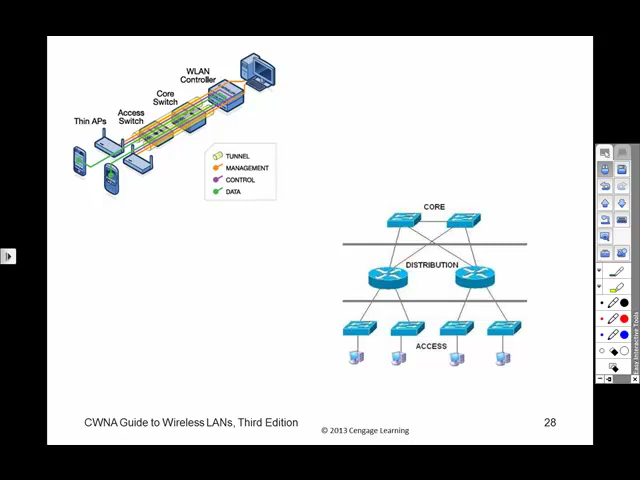 WLAN
Controller
Core
Switch
Access
Switch
Thin APs
TUNNEL
MANAGEMENT
CONTROL
DATA
CORE
DISTRIBUTION
ACCESS
CWNA Guide to Wireless LANs, Third Edition
© 2013 Cengage Learning
28
Easy Interactive Tools